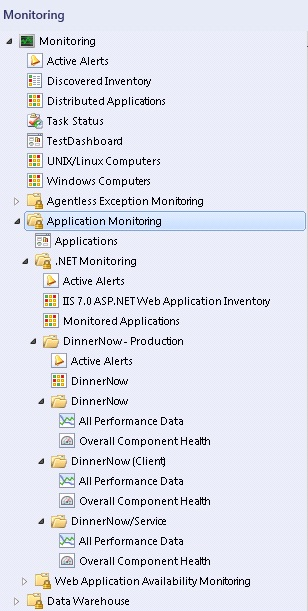 Monitoring
Monitoring
Active Alerts
Discovered Inventory
Distributed Applications
Task Status
TestDashboard
UNIX/Linux Computers
Windows Computers
Agentless Exception Monitoring
Application Monitoring
Applications
.NET Monitoring
Active Alerts
IIS 7.0 ASP.NET Web Application Inventory
Monitored Applications
DinnerNow - Production
Active Alerts
DinnerNow
DinnerNow
All Performance Data
Overall Component Health
DinnerNow (Client)
All Performance Data
Overall Component Health
DinnerNow/Service
All Performance Data
Overall Component Health
Web Application Availability Monitoring
Data Warehouse